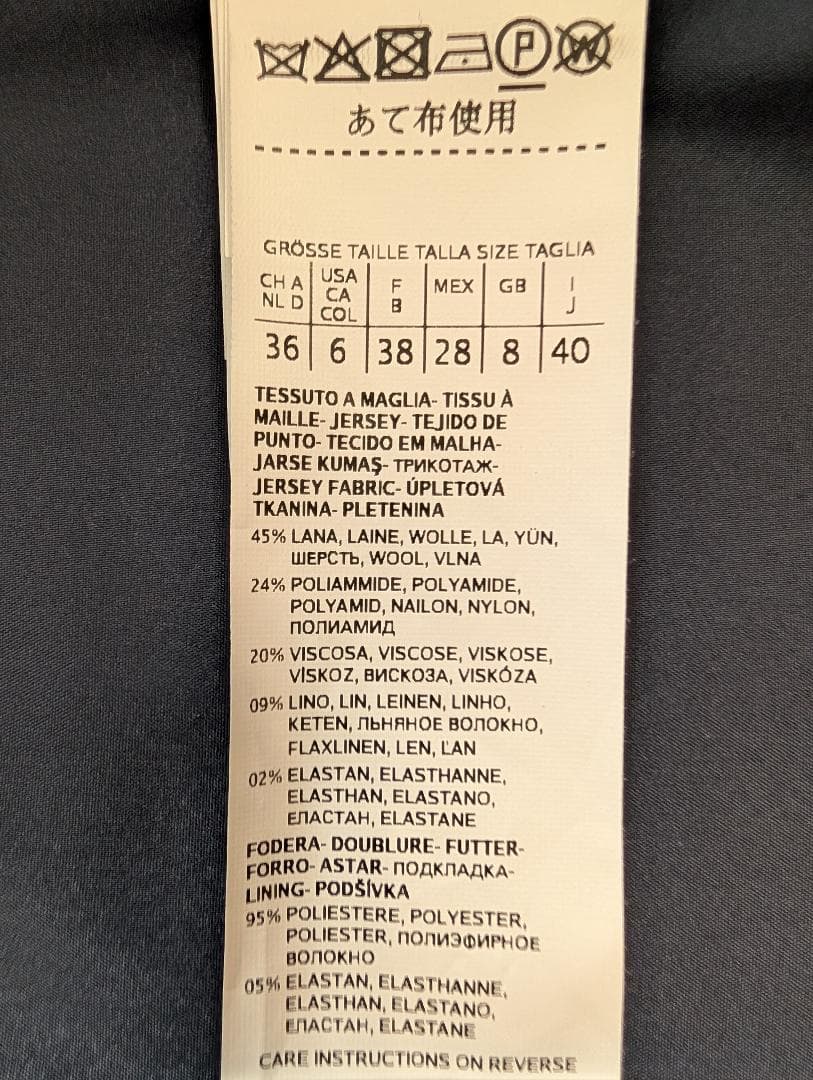 P W
あて布使用
GRÖSSE TAILLE TALLA SIZE TAGLIA
CH A NL D USA CA COL F B MEX GB I J
36 6 38 28 8 40
TESSUTO A MAGLIA- TISSU À
MAILLE- JERSEY- TEJIDO DE
PUNTO- TECIDO EM MALHA-
JARSE KUMAŞ- ТРИКОТАЖ-
JERSEY FABRIC- ÚPLETOVÁ
TKANINA- PLETENINA
45% LANA, LAINE, WOLLE, LA, YÜN,
ШЕРСТЬ, WOOL, VLNA
24% POLIAMMIDE, POLYAMIDE,
POLYAMID, NAILON, NYLON,
ПОЛИАМИД
20% VISCOSA, VISCOSE, VISKOSE,
VİSKOZ, ВИСКОЗА, VISKÓZA
09% LINO, LIN, LEINEN, LINHO,
KETEN, ЛЬНЯНОЕ ВОЛОКНО,
FLAXLINEN, LEN, ĽAN
02% ELASTAN, ELASTHANNE,
ELASTHAN, ELASTANO,
ЕЛАСТАН, ELASTANE
FODERA- DOUBLURE- FUTTER-
FORRO- ASTAR- ПОДКЛАДКА-
LINING- PODŠÍVKA
95% POLIESTERE, POLYESTER,
POLIESTER, ПОЛИЭФИРНОЕ
ВОЛОКНО
05% ELASTAN, ELASTHANNE,
ELASTHAN, ELASTANO,
ЕЛАСТАН, ELASTANE
CARE INSTRUCTIONS ON REVERSE